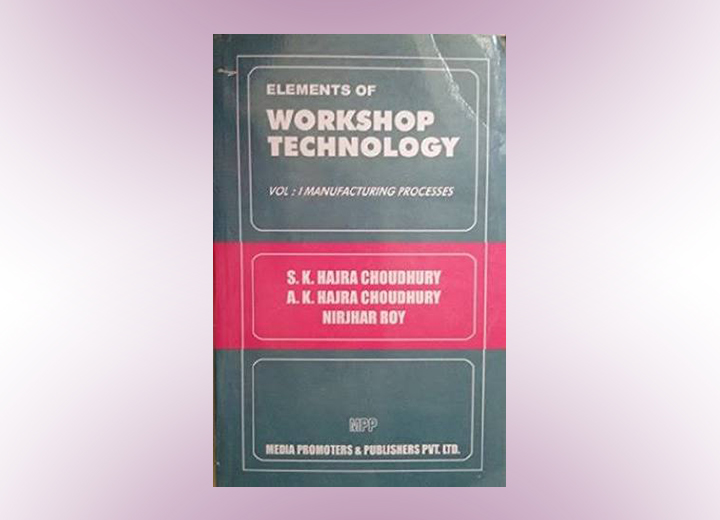 ELEMENTS OF
WORKSHOP
TECHNOLOGY
VOL : I MANUFACTURING PROCESSES
S. K. HAJRA CHOUDHURY
A. K. HAJRA CHOUDHURY
NIRJHAR ROY
MPP
MEDIA PROMOTERS & PUBLISHERS PVT. LTD.